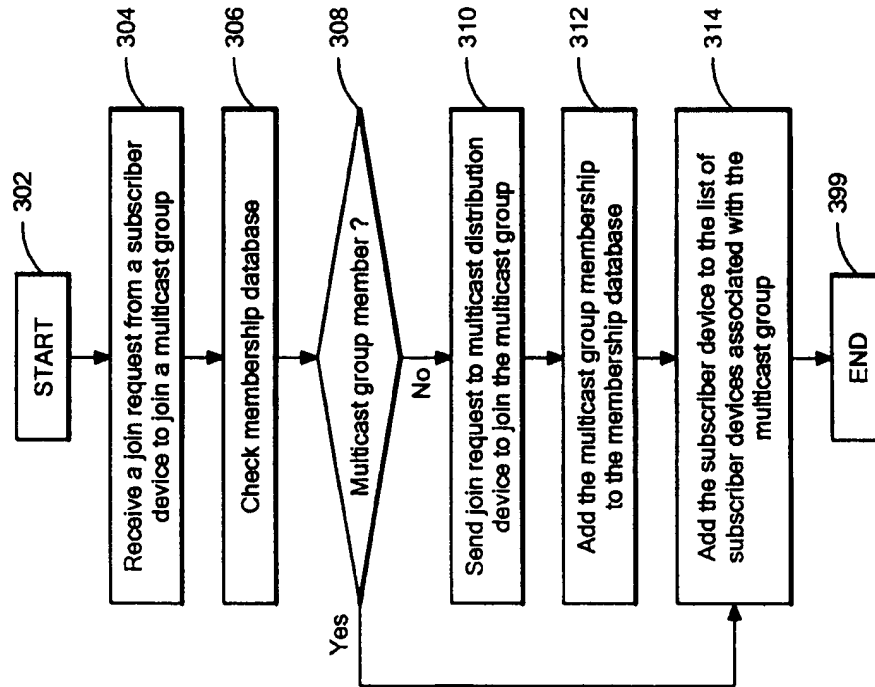 START
302
Receive a join request from a subscriber
device to join a multicast group
304
Check membership database
306
Multicast group member ?
308
Yes
No
Send join request to multicast distribution
device to join the multicast group
310
Add the multicast group membership
to the membership database
312
Add the subscriber device to the list of
subscriber devices associated with the
multicast group
314
END
399